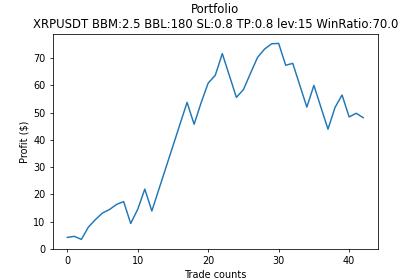 Portfolio
XRPUSDT BBM:2.5 BBL:180 SL:0.8 TP:0.8 lev:15 WinRatio:70.0
Profit ($)
70
60
50
40
30
20
10
0
0 10 20 30 40
Trade counts